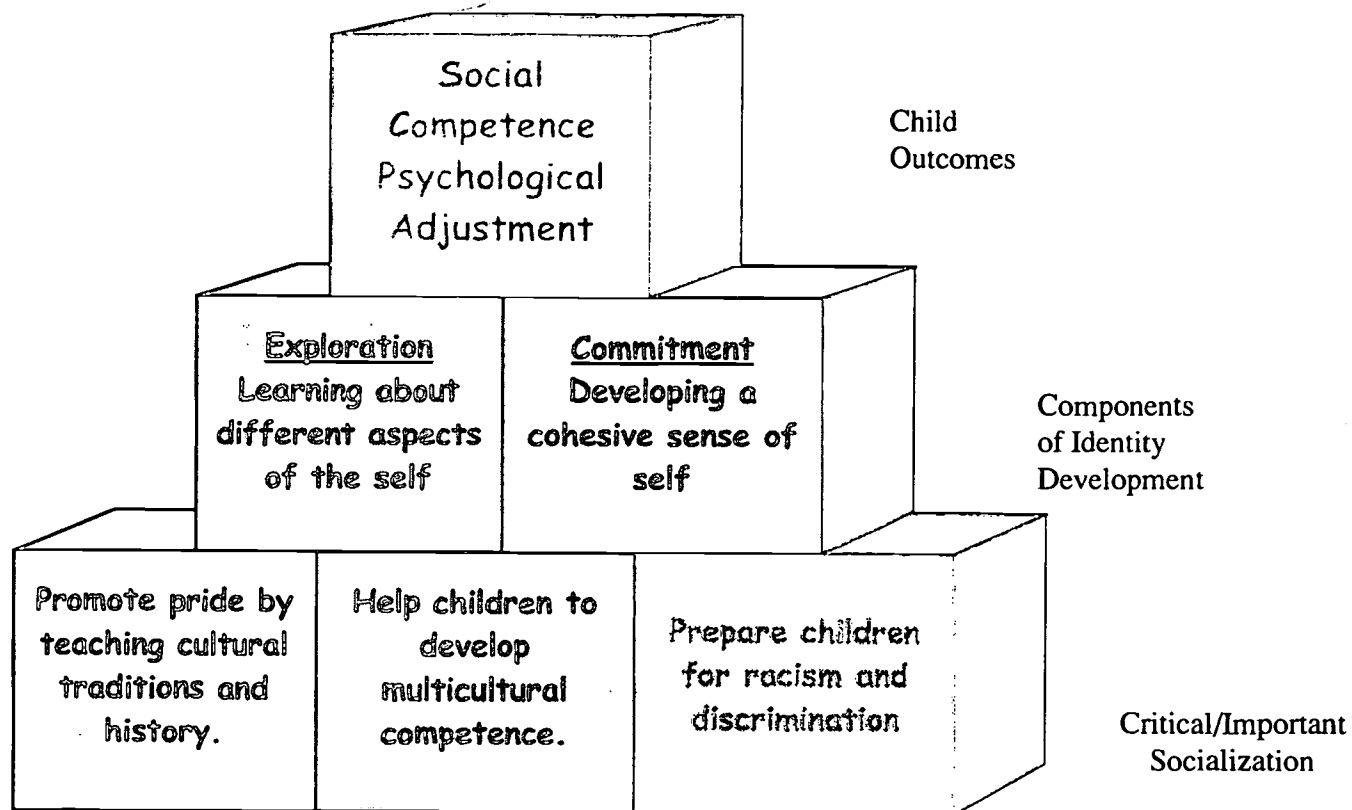 Social
Competence
Psychological
Adjustment
Child
Outcomes
Exploration
Learning about
different aspects
of the self
Commitment
Developing a
cohesive sense of
self
Components
of Identity
Development
Promote pride by
teaching cultural
traditions and
history.
Help children to
develop
multicultural
competence.
Prepare children
for racism and
discrimination
Critical/Important
Socialization